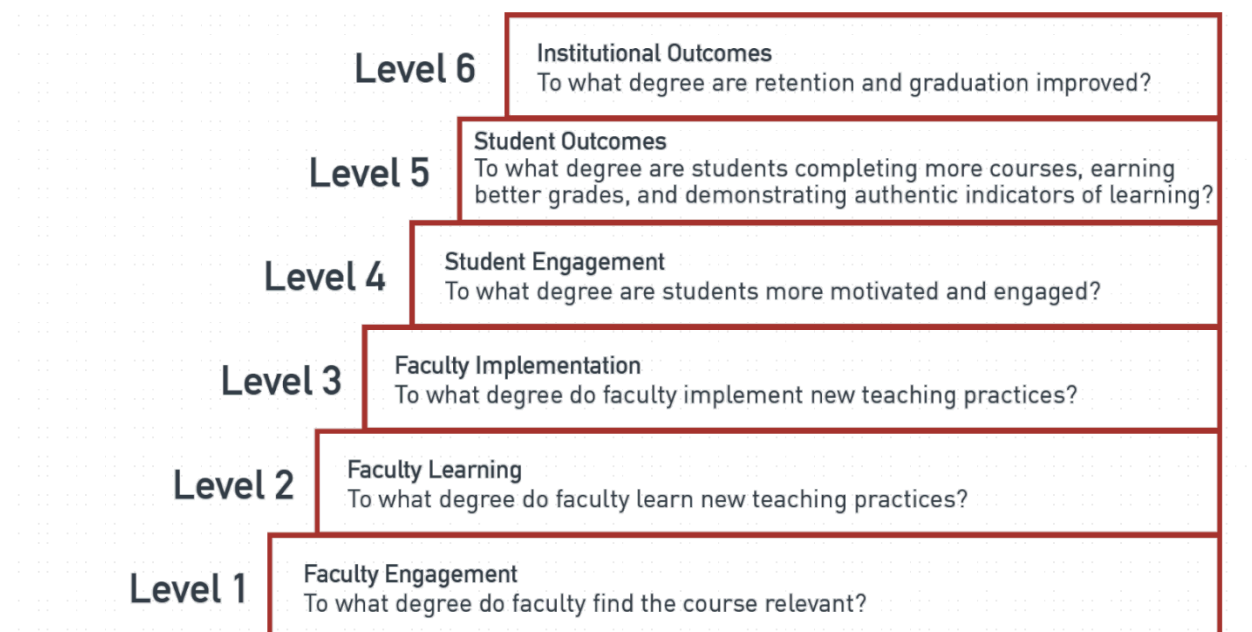 Level 6
Institutional Outcomes
To what degree are retention and graduation improved?
Level 5
Student Outcomes
To what degree are students completing more courses, earning
better grades, and demonstrating authentic indicators of learning?
Level 4
Student Engagement
To what degree are students more motivated and engaged?
Level 3
Faculty Implementation
To what degree do faculty implement new teaching practices?
Level 2
Faculty Learning
To what degree do faculty learn new teaching practices?
Level 1
Faculty Engagement
To what degree do faculty find the course relevant?